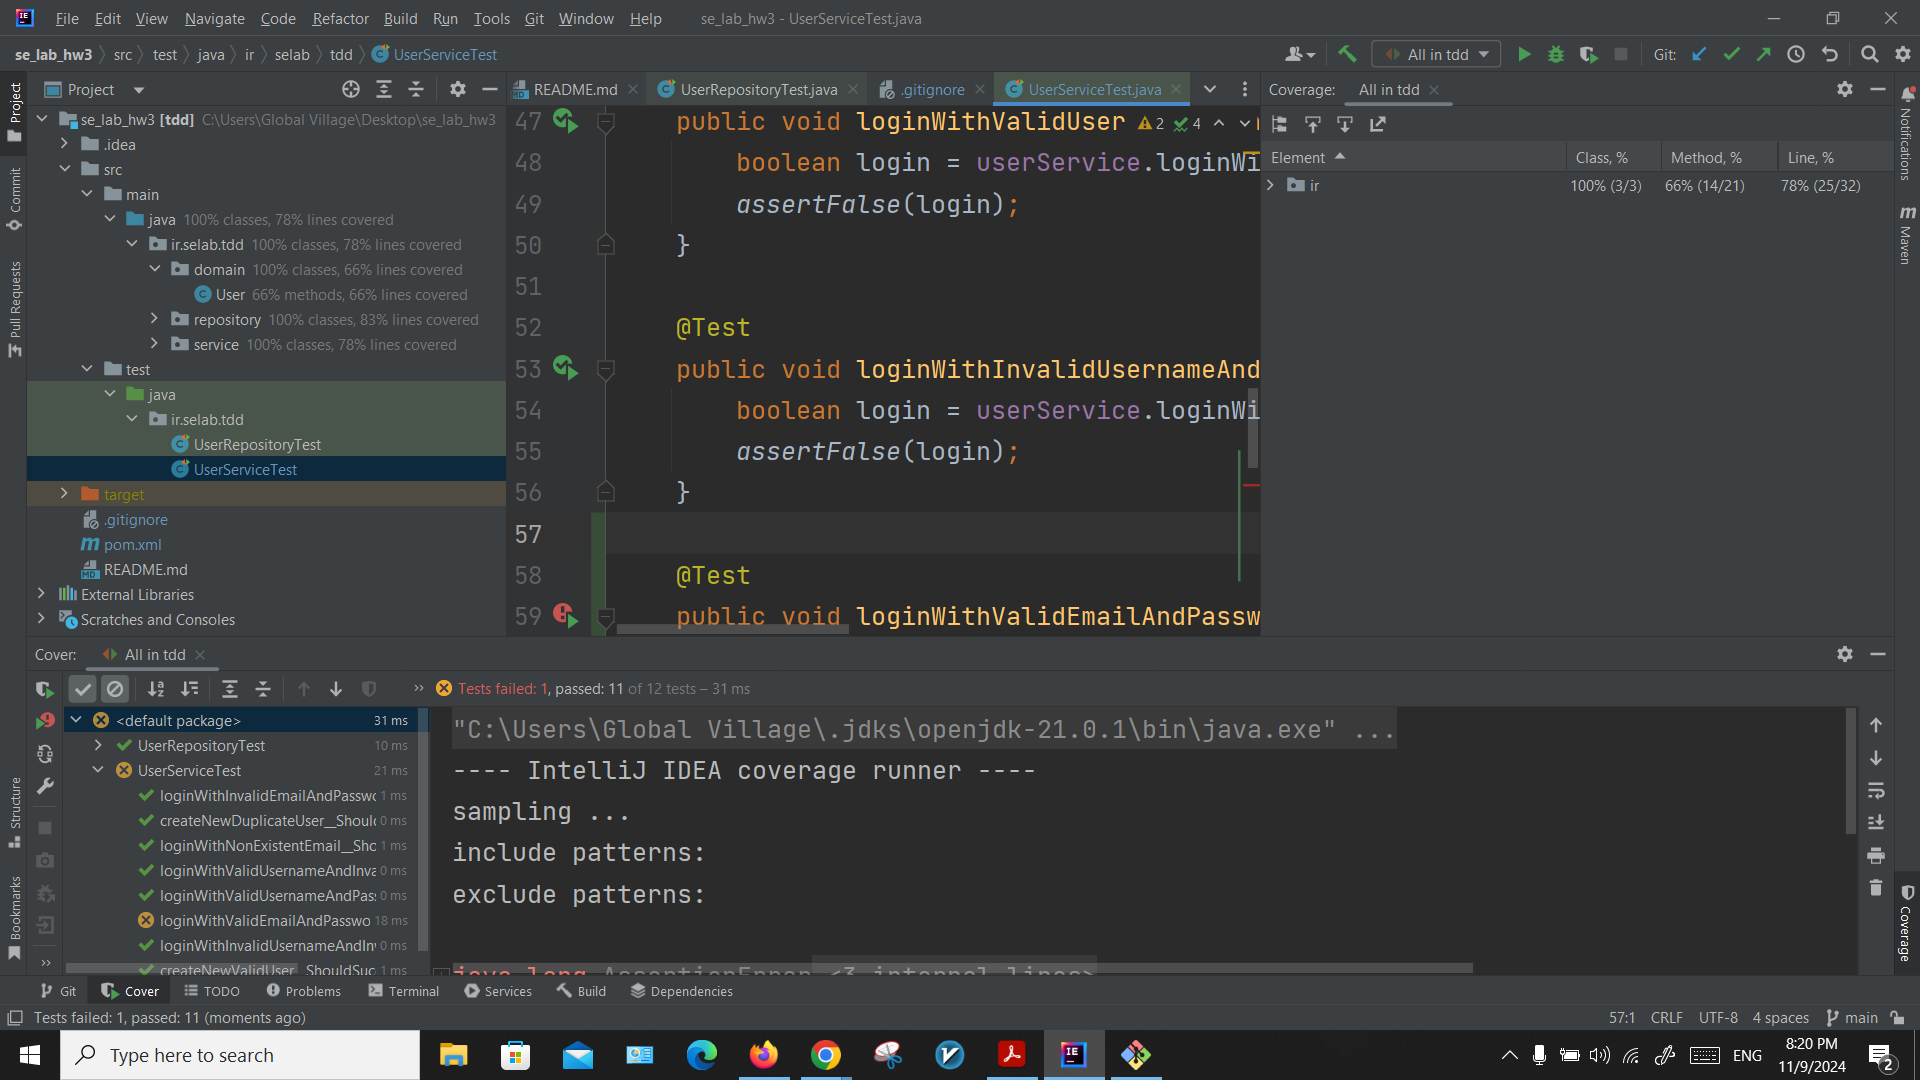 File Edit View Navigate Code Refactor Build Run Tools Git Window Help se_lab_hw3 - UserServiceTest.java
se_lab_hw3 src test java ir selab tdd UserServiceTest
All in tdd Git:
Project
README.md UserRepositoryTest.java .gitignore UserServiceTest.java
Coverage: All in tdd
se_lab_hw3 [tdd] C:\Users\Global Village\Desktop\se_lab_hw3
.idea
src
main
java 100% classes, 78% lines covered
ir.selab.tdd 100% classes, 78% lines covered
domain 100% classes, 66% lines covered
User 66% methods, 66% lines covered
repository 100% classes, 83% lines covered
service 100% classes, 78% lines covered
test
java
ir.selab.tdd
UserRepositoryTest
UserServiceTest
target
.gitignore
pom.xml
README.md
External Libraries
Scratches and Consoles
47 public void loginWithValidUser 2 4
48 boolean login = userService.loginWi
49 assertFalse(login);
50 }
51
52 @Test
53 public void loginWithInvalidUsernameAnd
54 boolean login = userService.loginWi
55 assertFalse(login);
56 }
57
58 @Test
59 public void loginWithValidEmailAndPassw
Element Class, % Method, % Line, %
ir 100% (3/3) 66% (14/21) 78% (25/32)
Project
Commit
Pull Requests
Structure
Bookmarks
Notifications
Maven
Coverage
Cover: All in tdd
Tests failed: 1, passed: 11 of 12 tests – 31 ms
<default package> 31 ms
UserRepositoryTest 10 ms
UserServiceTest 21 ms
loginWithInvalidEmailAndPasswo 1 ms
createNewDuplicateUser__Should 0 ms
loginWithNonExistentEmail__Sho 1 ms
loginWithValidUsernameAndInva 0 ms
loginWithValidUsernameAndPass 0 ms
loginWithValidEmailAndPasswo 18 ms
loginWithInvalidUsernameAndInv 0 ms
createNewValidUser__ShouldSuc 1 ms
"C:\Users\Global Village\.jdks\openjdk-21.0.1\bin\java.exe" ...
---- IntelliJ IDEA coverage runner ----
sampling ...
include patterns:
exclude patterns:
java.lang.AssertionError <3 internal lines>
Git Cover TODO Problems Terminal Services Build Dependencies
Tests failed: 1, passed: 11 (moments ago) 57:1 CRLF UTF-8 4 spaces main
Type here to search
ENG
8:20 PM
11/9/2024
2